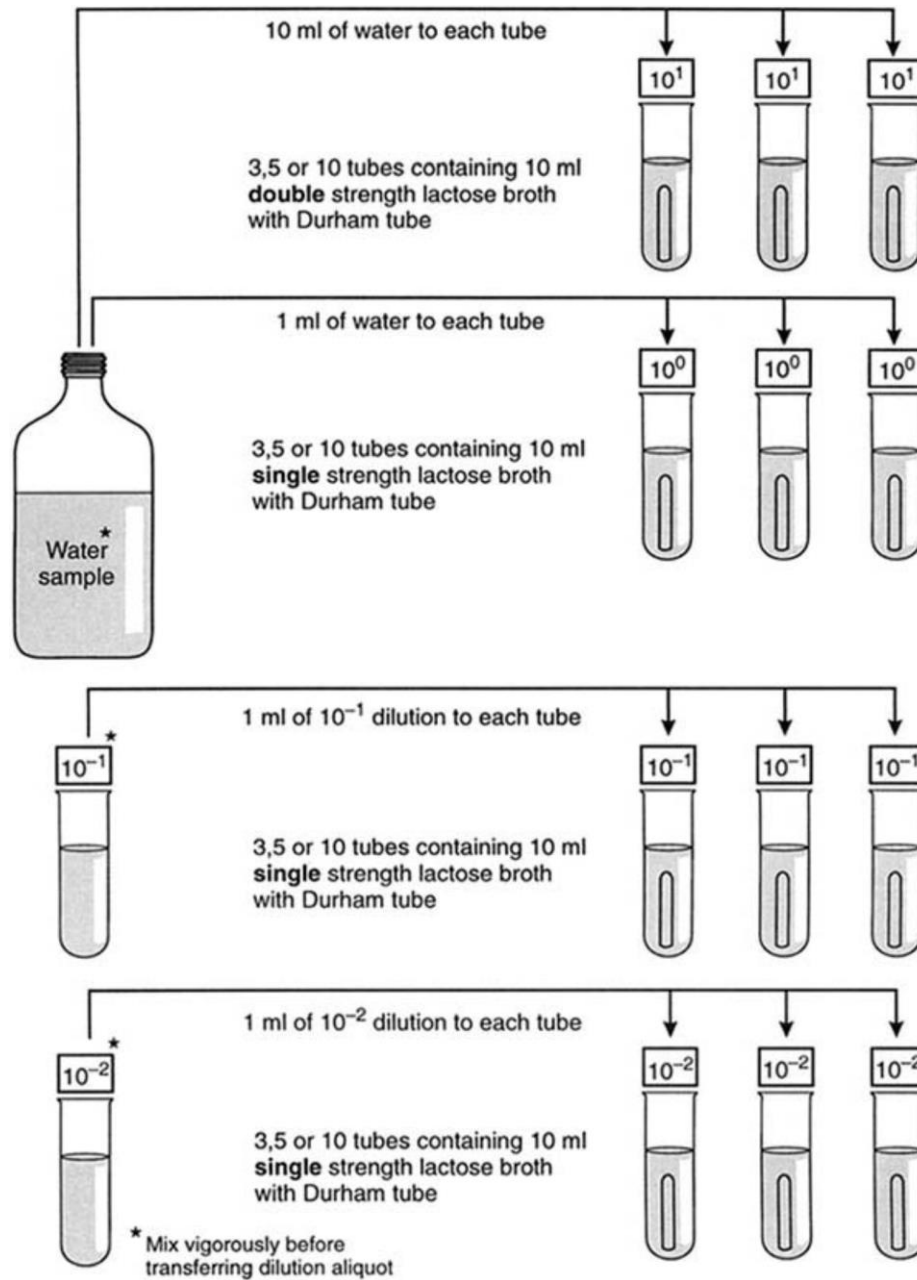 10 ml of water to each tube
10¹ 10¹ 10¹
3,5 or 10 tubes containing 10 ml
double strength lactose broth
with Durham tube
1 ml of water to each tube
10⁰ 10⁰ 10⁰
3,5 or 10 tubes containing 10 ml
single strength lactose broth
with Durham tube
Water *
sample
1 ml of 10⁻¹ dilution to each tube
10⁻¹ * 10⁻¹ 10⁻¹ 10⁻¹
3,5 or 10 tubes containing 10 ml
single strength lactose broth
with Durham tube
1 ml of 10⁻² dilution to each tube
10⁻² * 10⁻² 10⁻² 10⁻²
3,5 or 10 tubes containing 10 ml
single strength lactose broth
with Durham tube
* Mix vigorously before
transferring dilution aliquot